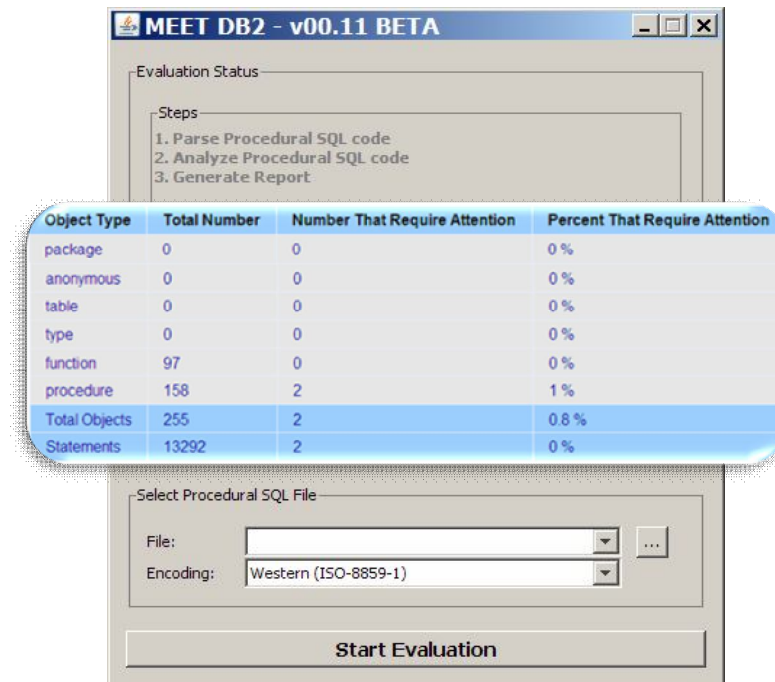 MEET DB2 - v00.11 BETA
Evaluation Status
Steps
1. Parse Procedural SQL code
2. Analyze Procedural SQL code
3. Generate Report
Object Type Total Number Number That Require Attention Percent That Require Attention
package 0 0 0 %
anonymous 0 0 0 %
table 0 0 0 %
type 0 0 0 %
function 97 0 0 %
procedure 158 2 1 %
Total Objects 255 2 0.8 %
Statements 13292 2 0 %
Select Procedural SQL File
File: ...
Encoding: Western (ISO-8859-1)
Start Evaluation